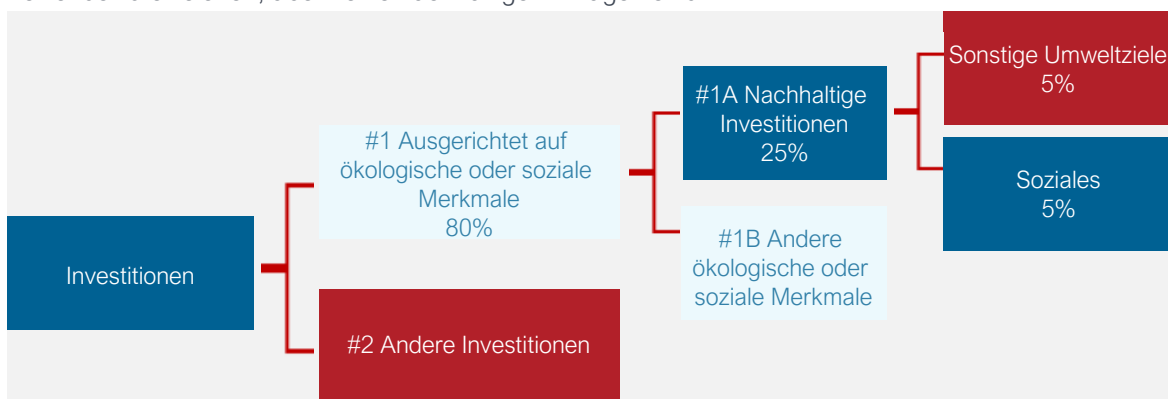 Investitionen
#1 Ausgerichtet auf
ökologische oder soziale
Merkmale
80%
#2 Andere Investitionen
#1A Nachhaltige
Investitionen
25%
#1B Andere
ökologische oder
soziale Merkmale
Sonstige Umweltziele
5%
Soziales
5%